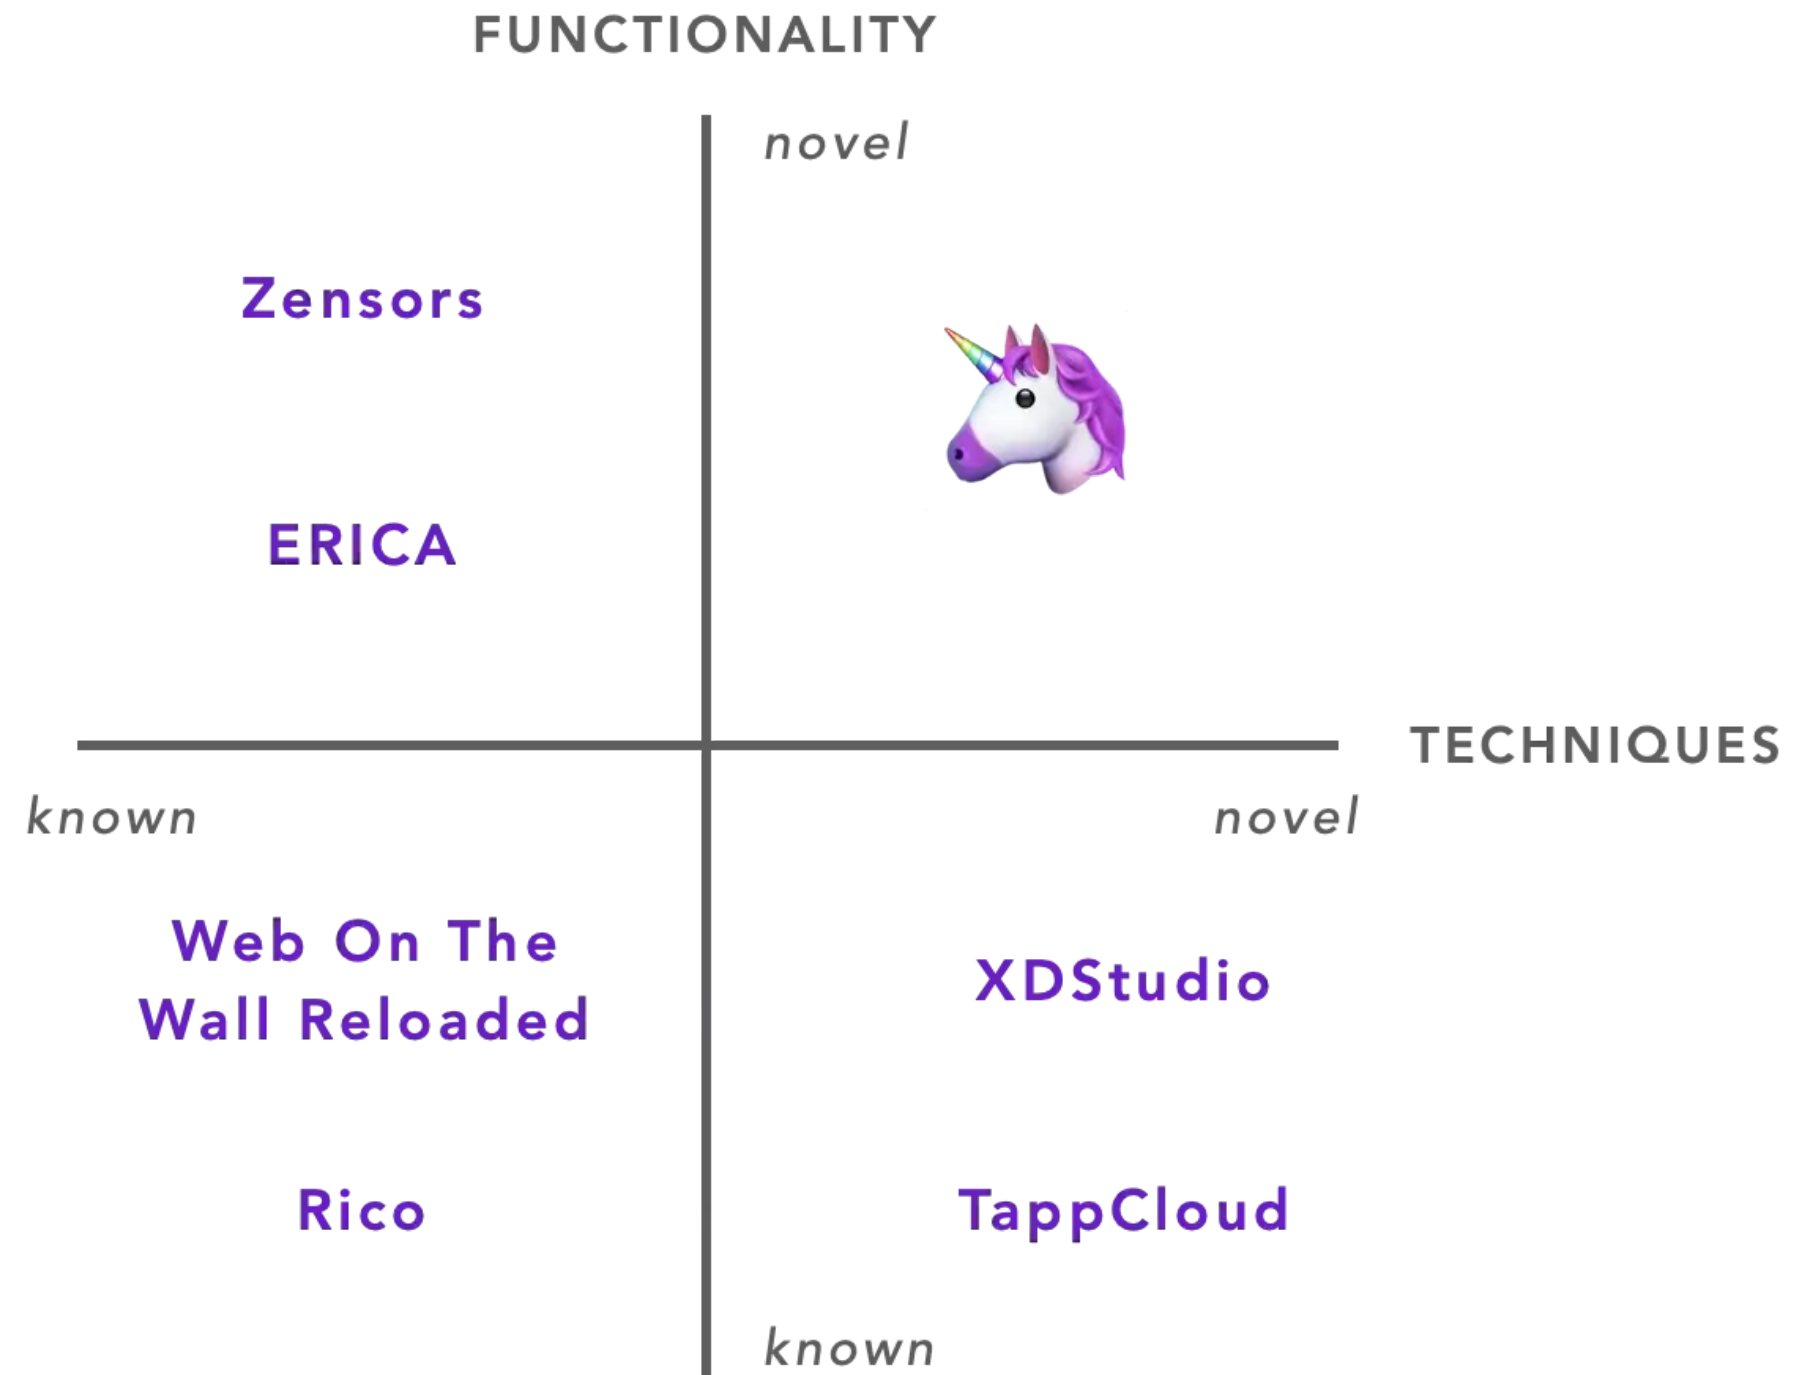 FUNCTIONALITY
novel
Zensors
ERICA
TECHNIQUES
known
novel
Web On The
Wall Reloaded
XDStudio
Rico
TappCloud
known